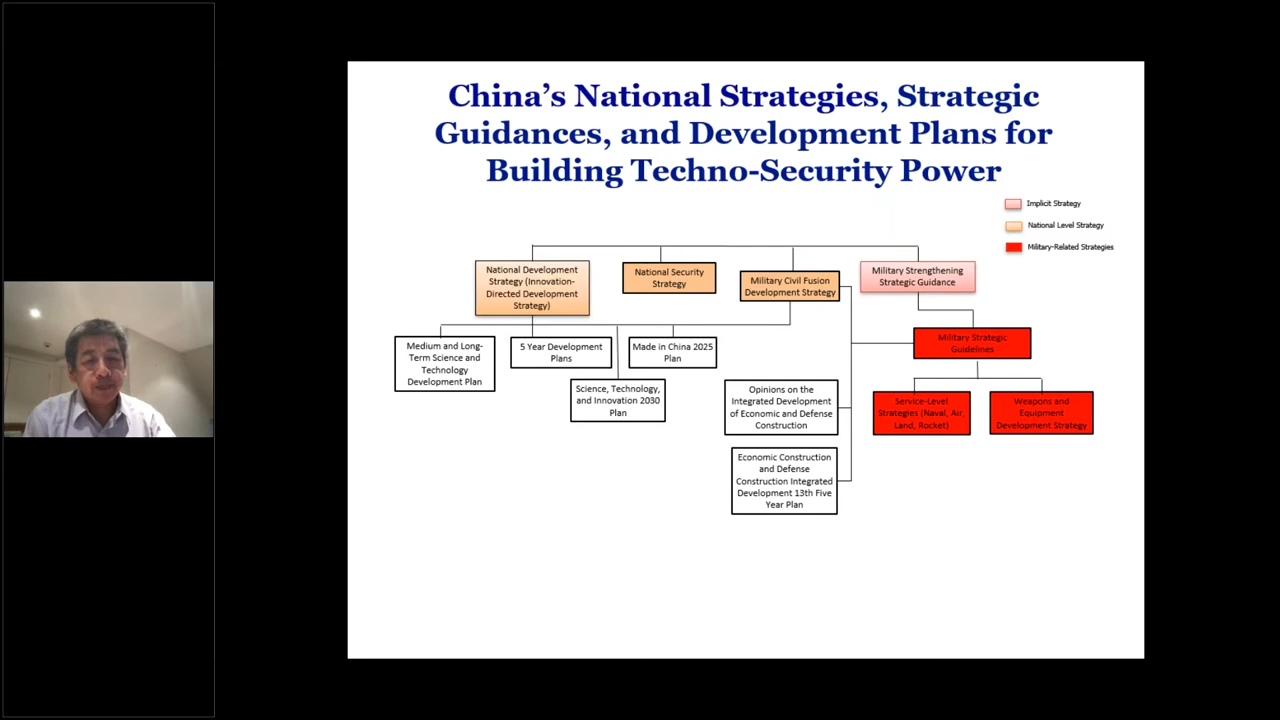 China's National Strategies, Strategic
Guidances, and Development Plans for
Building Techno-Security Power
Implicit Strategy
National Level Strategy
Military-Related Strategies
National Development
Strategy (Innovation-
Directed Development
Strategy)
National Security
Strategy
Military Civil Fusion
Development Strategy
Military Strengthening
Strategic Guidance
Medium and Long-
Term Science and
Technology
Development Plan
5 Year Development
Plans
Made in China 2025
Plan
Science, Technology,
and Innovation 2030
Plan
Military Strategic
Guidelines
Opinions on the
Integrated Development
of Economic and Defense
Construction
Service-Level
Strategies (Naval, Air,
Land, Rocket)
Weapons and
Equipment
Development Strategy
Economic Construction
and Defense
Construction Integrated
Development 13th Five
Year Plan